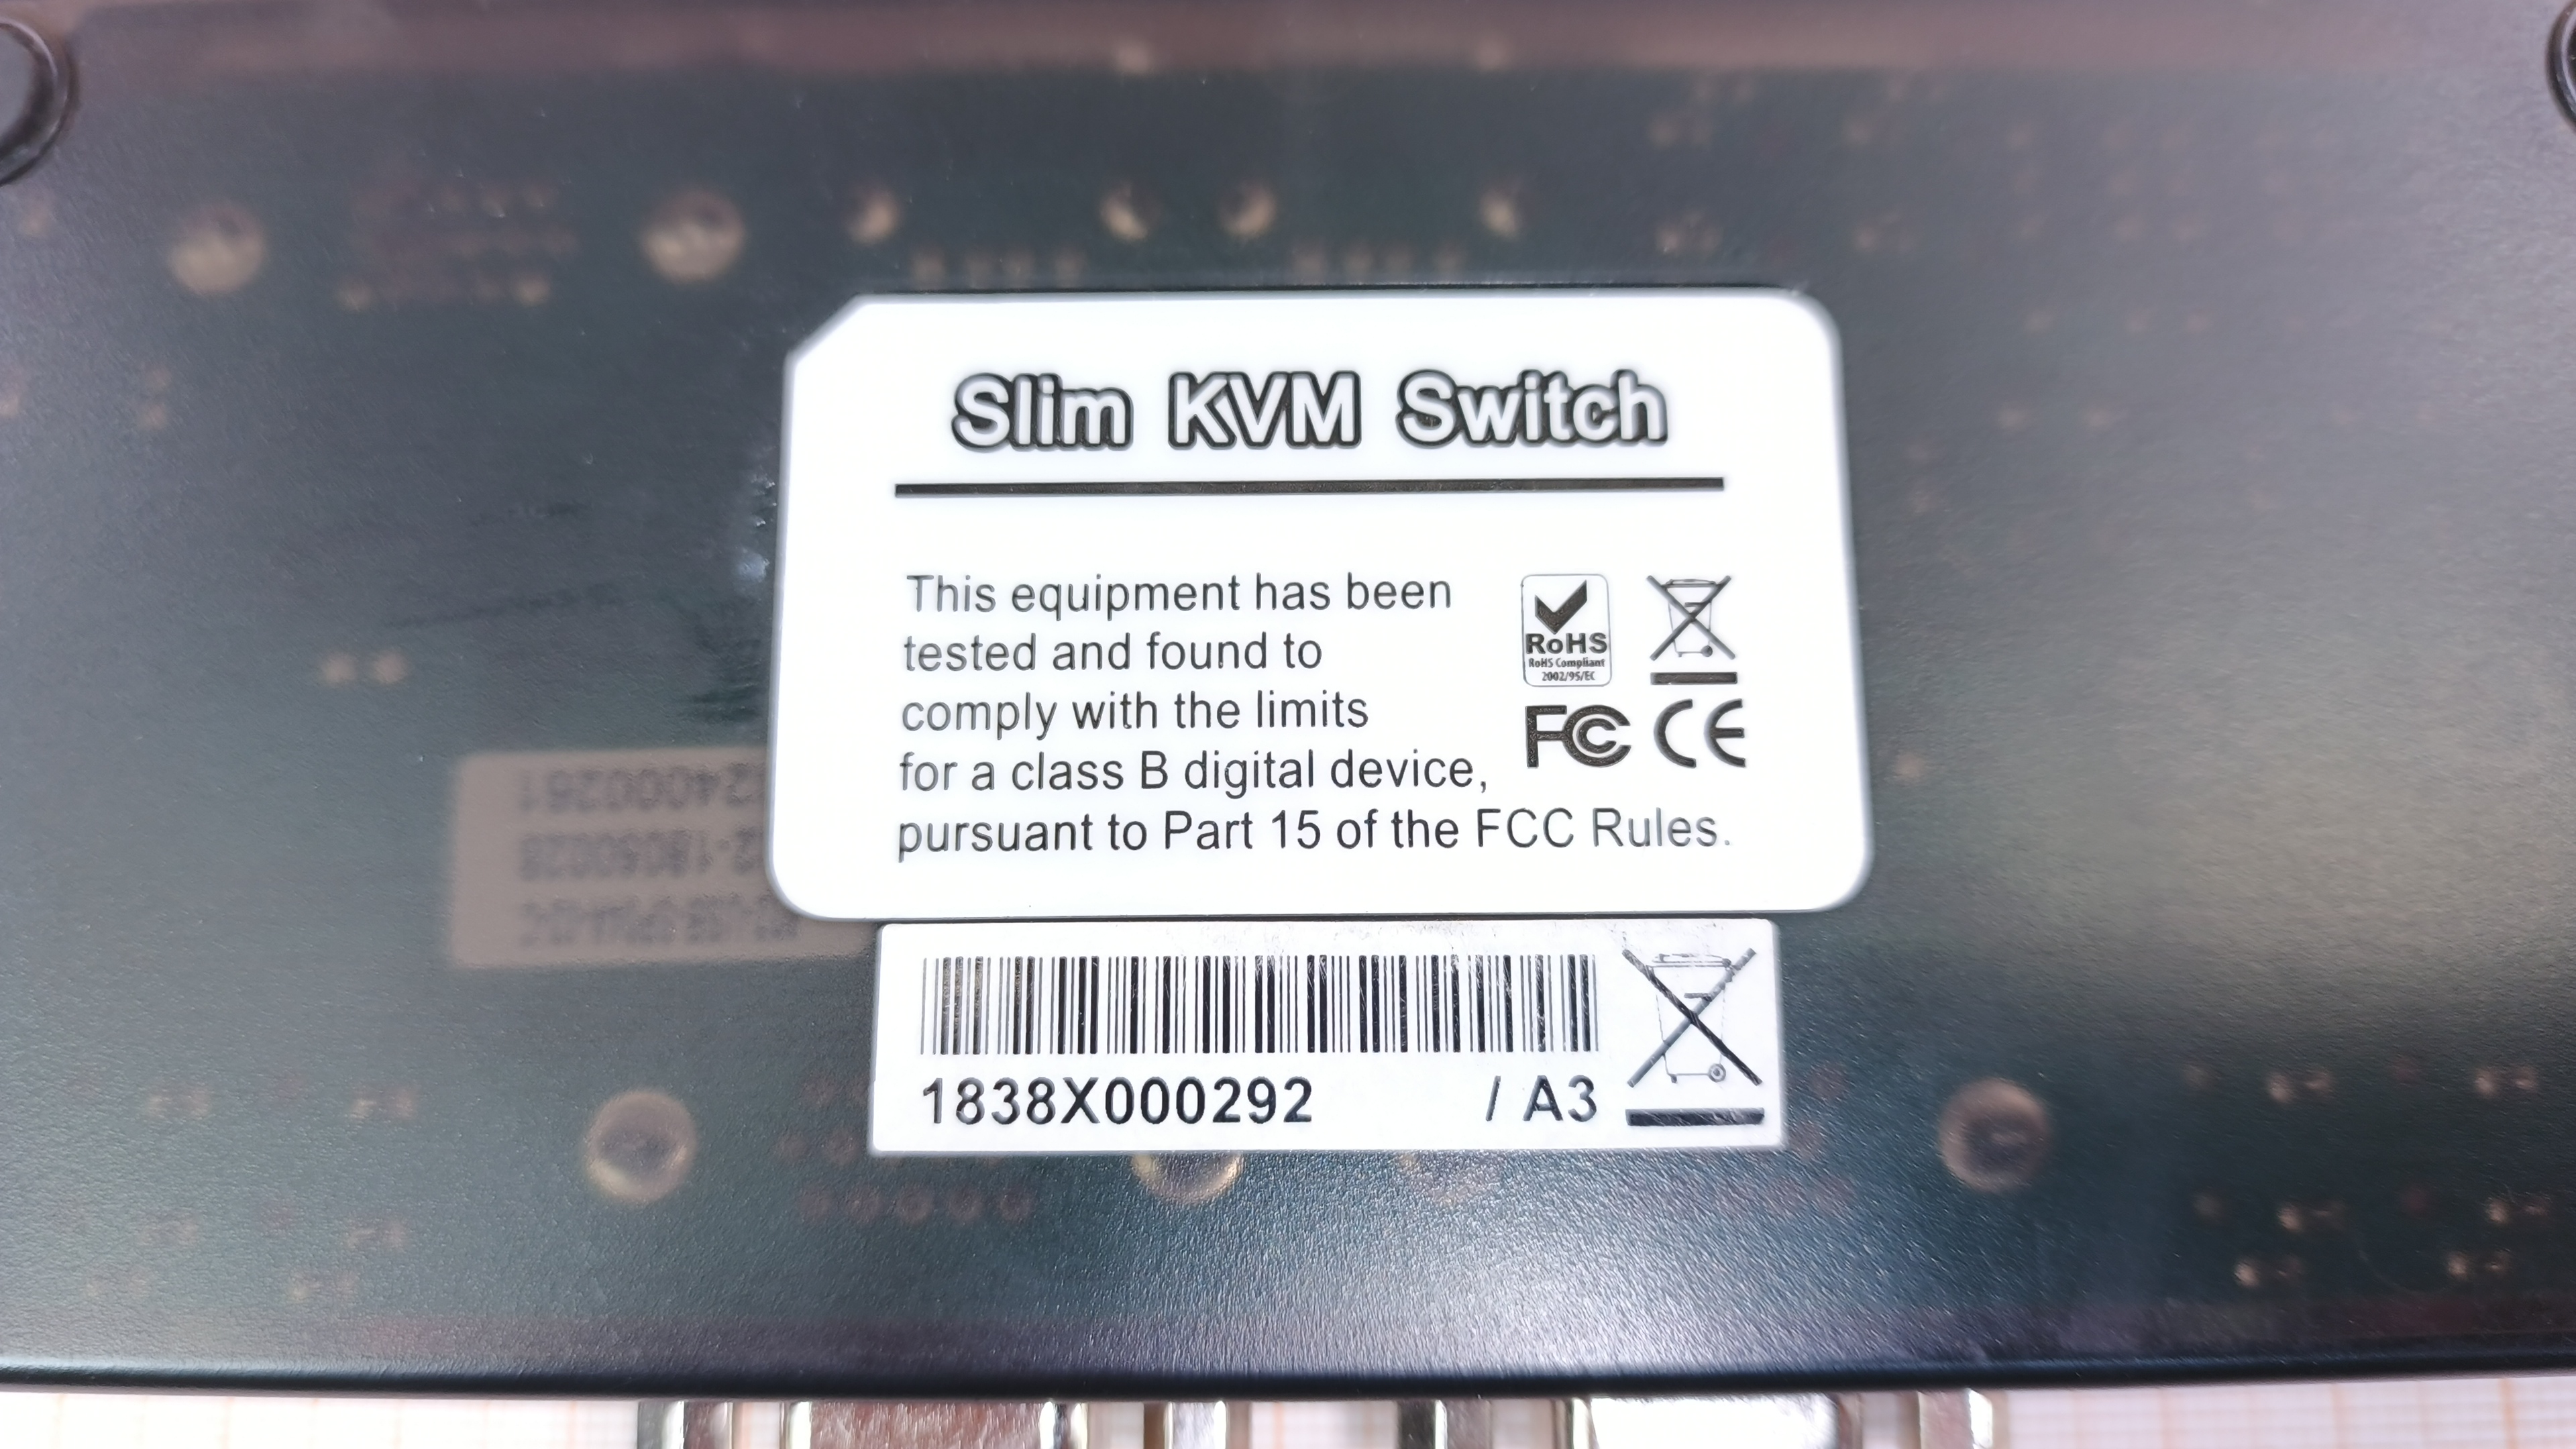 Slim KVM Switch
This equipment has been
tested and found to
comply with the limits
for a class B digital device,
pursuant to Part 15 of the FCC Rules.
RoHS
RoHS Compliant
2002/95/EC
FC CE
1838X000292 / A3